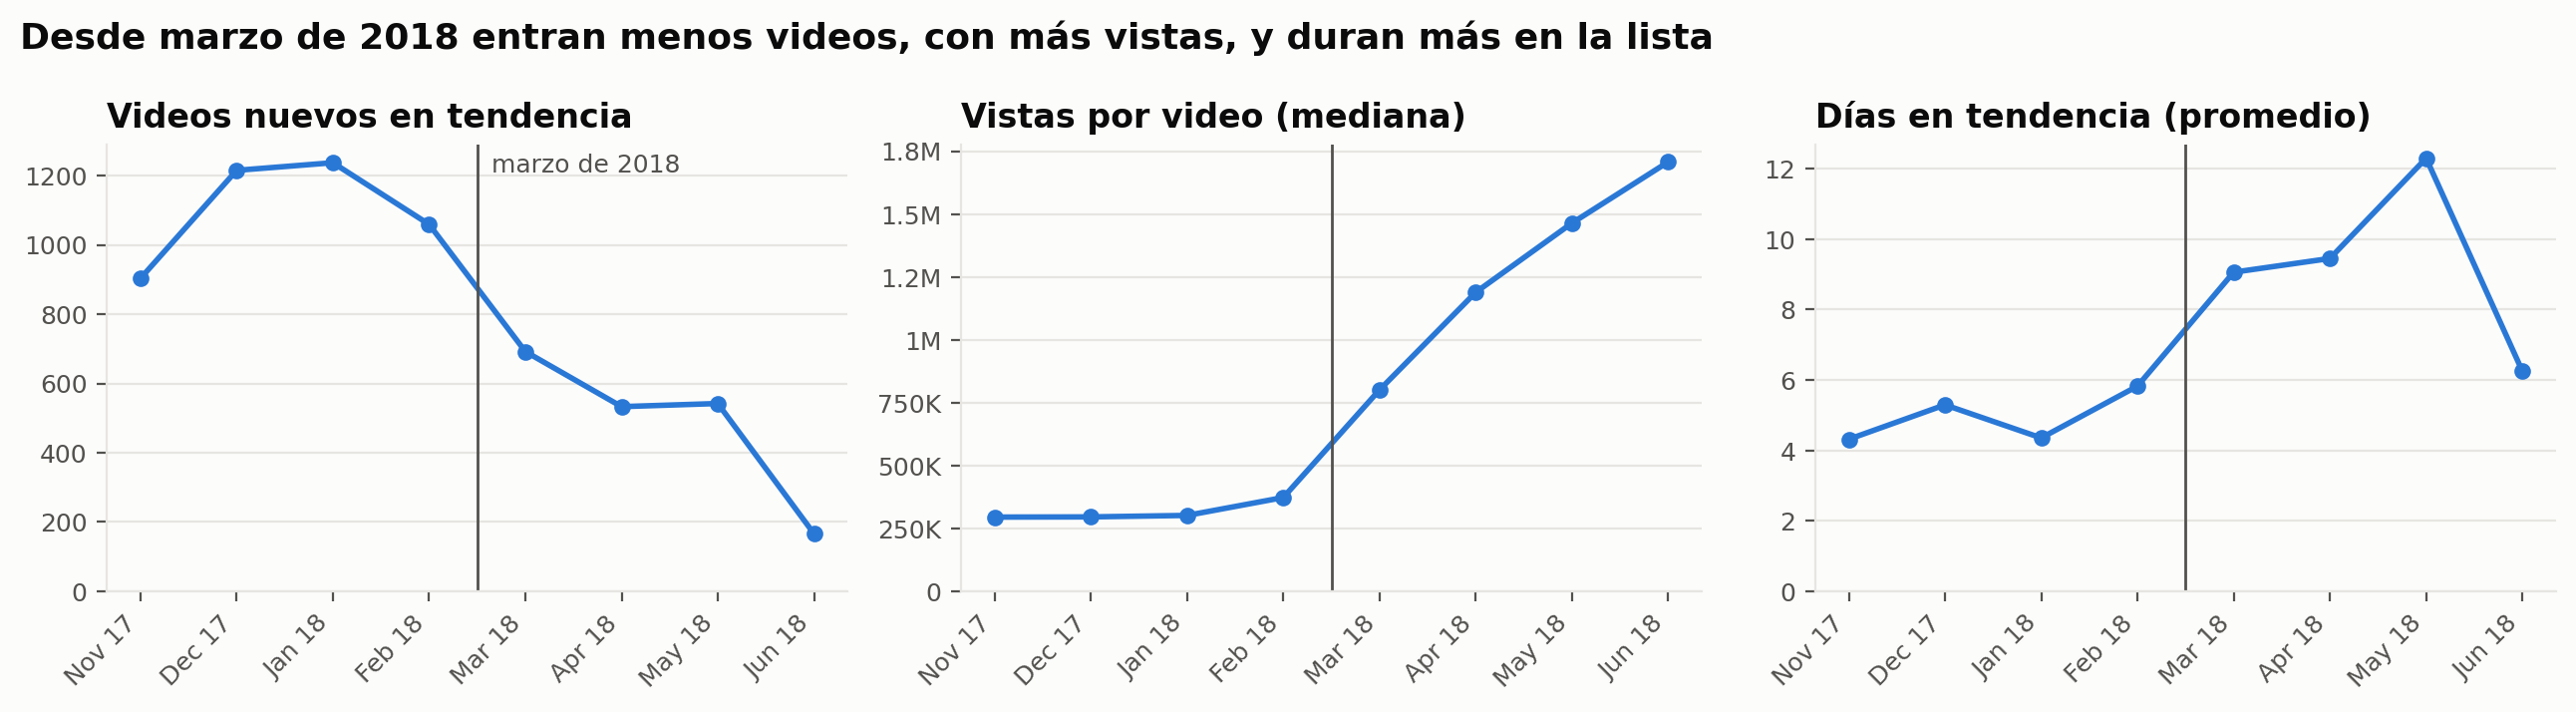 Desde marzo de 2018 entran menos videos, con más vistas, y duran más en la lista
Videos nuevos en tendencia
1200
1000
800
600
400
200
0
marzo de 2018
Nov 17
Dec 17
Jan 18
Feb 18
Mar 18
Apr 18
May 18
Jun 18
Vistas por video (mediana)
1.8M
1.5M
1.2M
1M
750K
500K
250K
0
Nov 17
Dec 17
Jan 18
Feb 18
Mar 18
Apr 18
May 18
Jun 18
Días en tendencia (promedio)
12
10
8
6
4
2
0
Nov 17
Dec 17
Jan 18
Feb 18
Mar 18
Apr 18
May 18
Jun 18